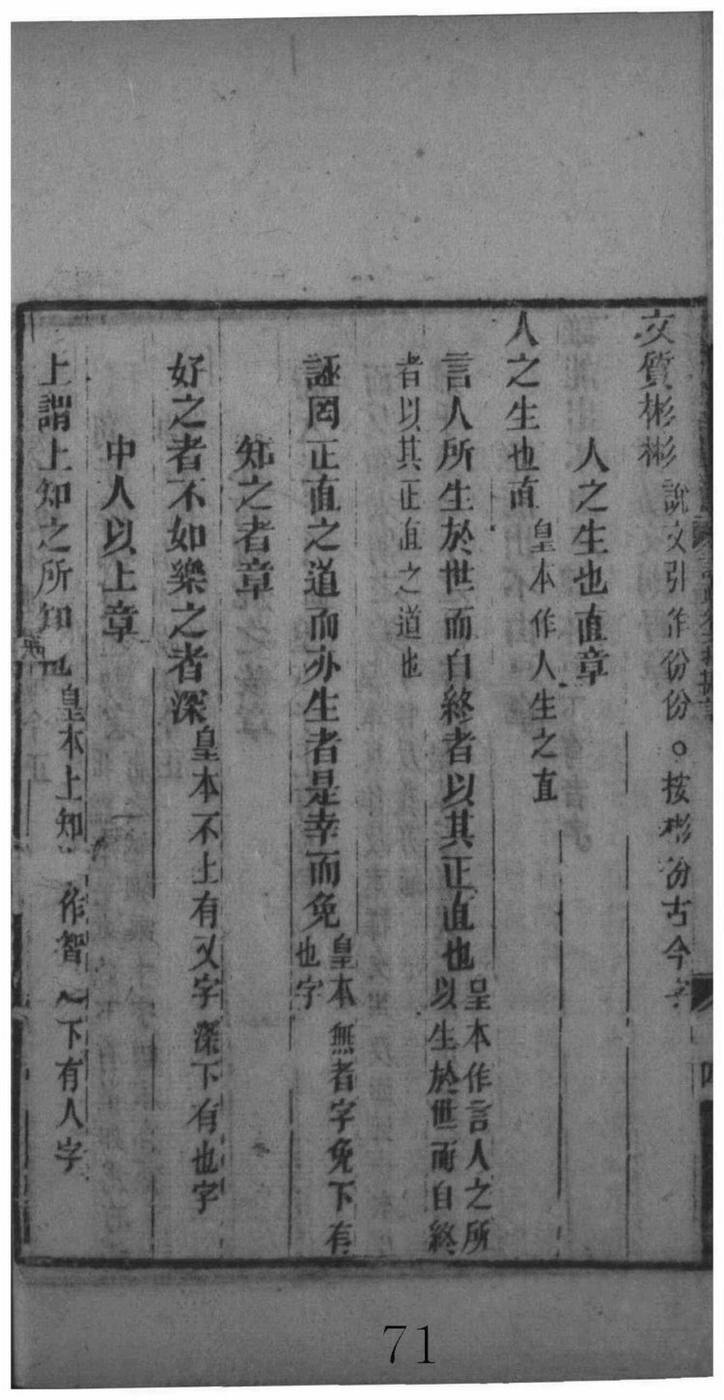 文質彬彬說文引作份份○按彬份古今字
人之生也直章
人之生也直皇本作人生之直
言人所生於世而自終者以其正直也皇本作言人之所
以生於世而自終
者以其正直之道也
誣罔正直之道而亦生者是幸而免皇本無者字免下有
也字
知之者章
好之者不如樂之者深皇本不上有又字深下有也字
中人以上章
上謂上知之所知也皇本上知作智下有人字
71